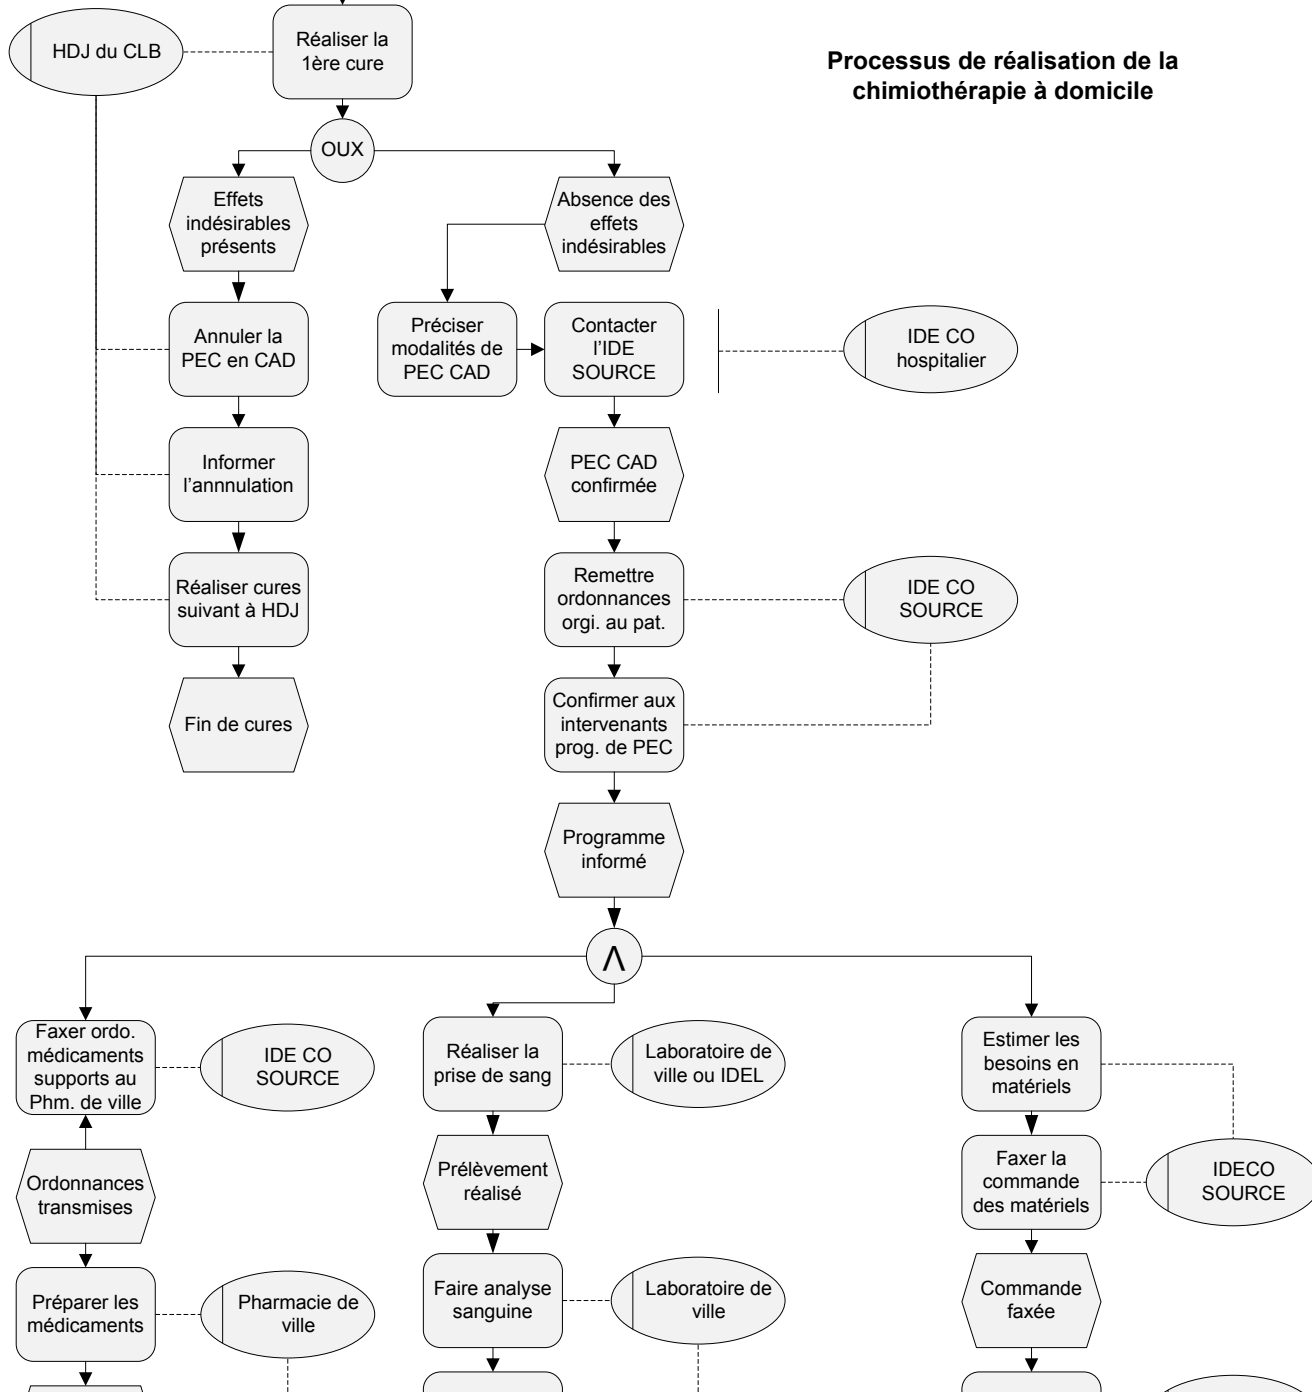 HDJ du CLB
Réaliser la
1ère cure
Processus de réalisation de la
chimiothérapie à domicile
OUX
Effets
indésirables
présents
Absence des
effets
indésirables
Annuler la
PEC en CAD
Préciser
modalités de
PEC CAD
Contacter
l'IDE
SOURCE
IDE CO
hospitalier
Informer
l'annnulation
PEC CAD
confirmée
Réaliser cures
suivant à HDJ
Remettre
ordonnances
orgi. au pat.
IDE CO
SOURCE
Fin de cures
Confirmer aux
intervenants
prog. de PEC
Programme
informé
Λ
Faxer ordo.
médicaments
supports au
Phm. de ville
IDE CO
SOURCE
Réaliser la
prise de sang
Laboratoire de
ville ou IDEL
Estimer les
besoins en
matériels
Ordonnances
transmises
Prélèvement
réalisé
Faxer la
commande
des matériels
IDECO
SOURCE
Préparer les
médicaments
Pharmacie de
ville
Faire analyse
sanguine
Laboratoire de
ville
Commande
faxée